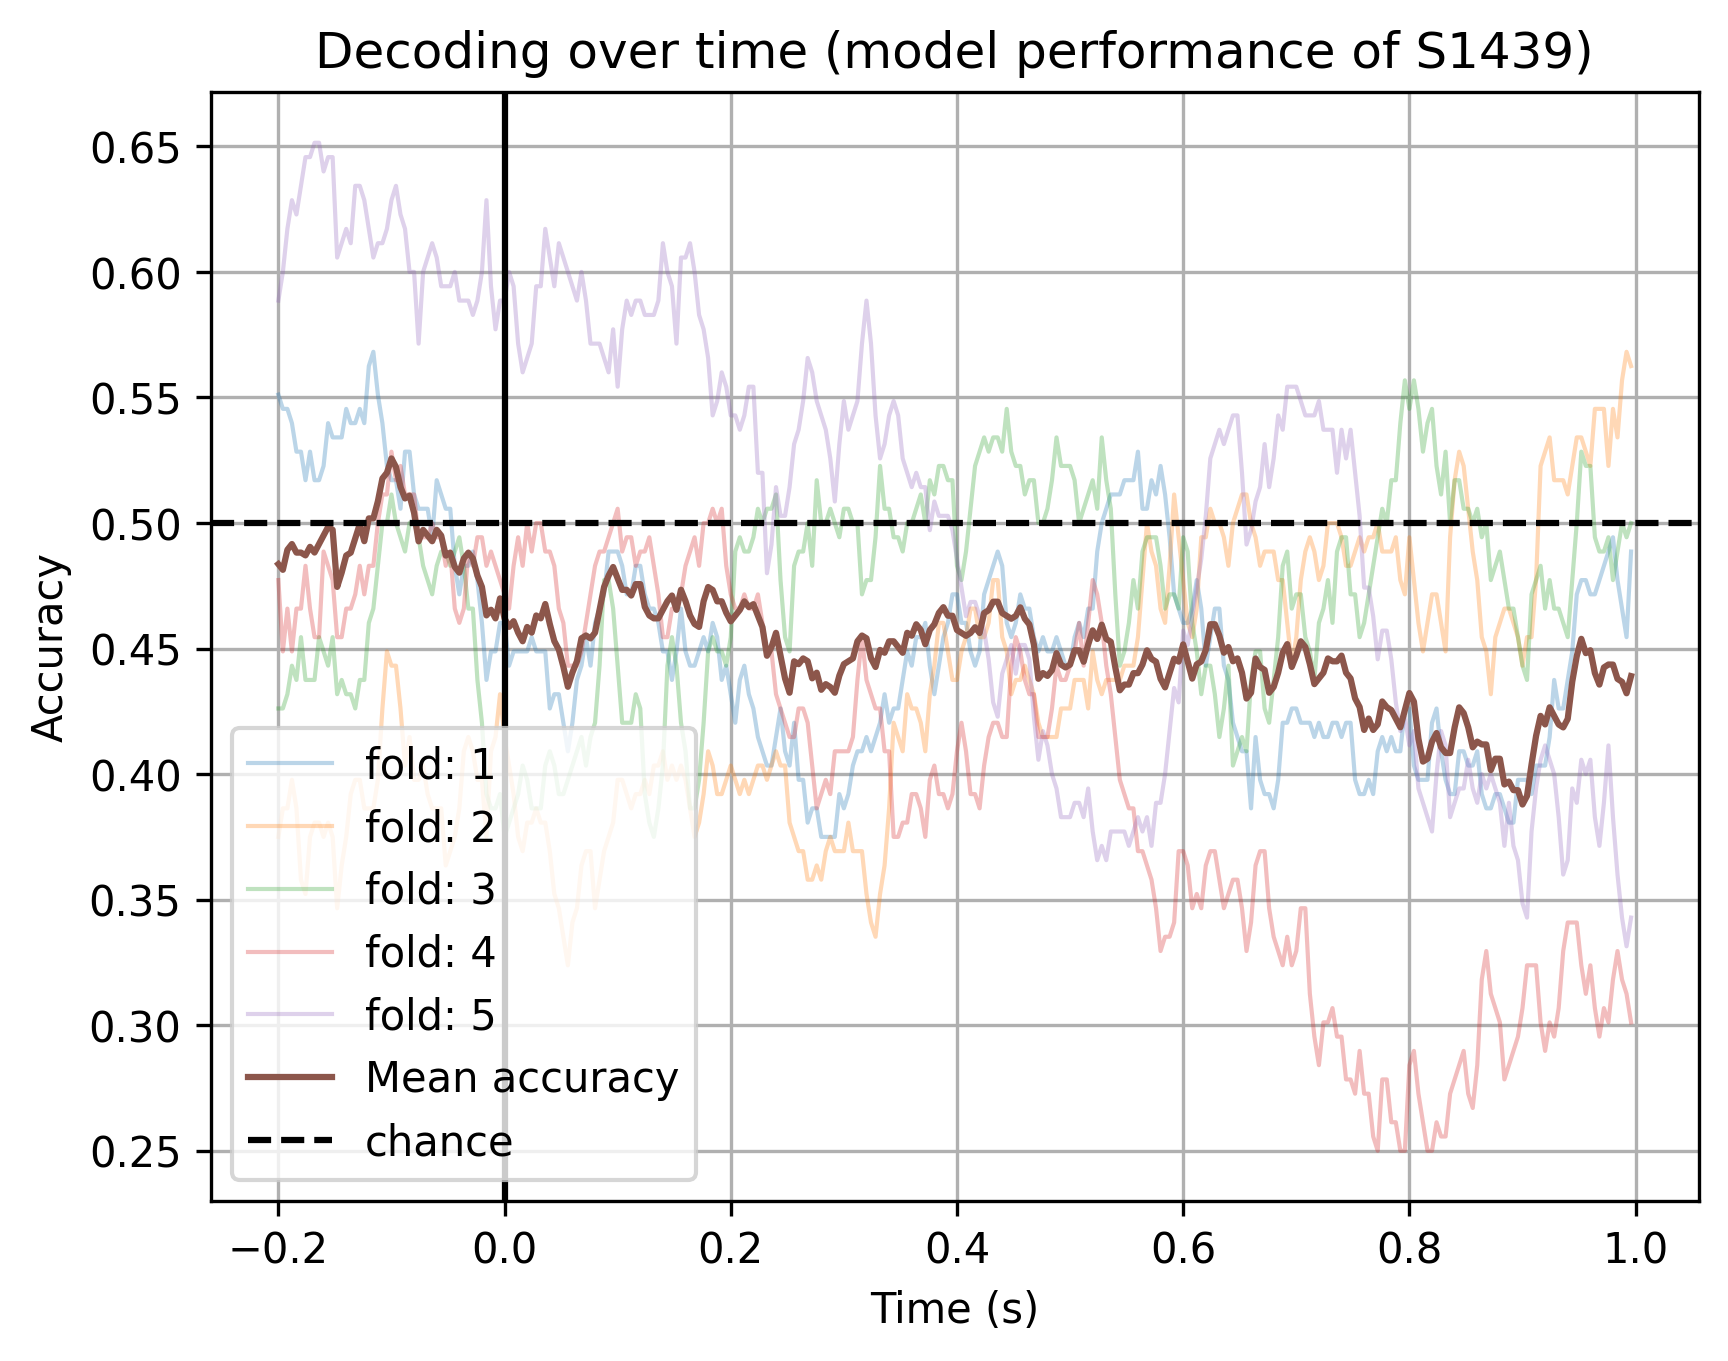 Decoding over time (model performance of S1439)
Accuracy
0.65
0.60
0.55
0.50
0.45
0.40
0.35
0.30
0.25
fold: 1
fold: 2
fold: 3
fold: 4
fold: 5
Mean accuracy
chance
−0.2
0.0
0.2
0.4
0.6
0.8
1.0
Time (s)